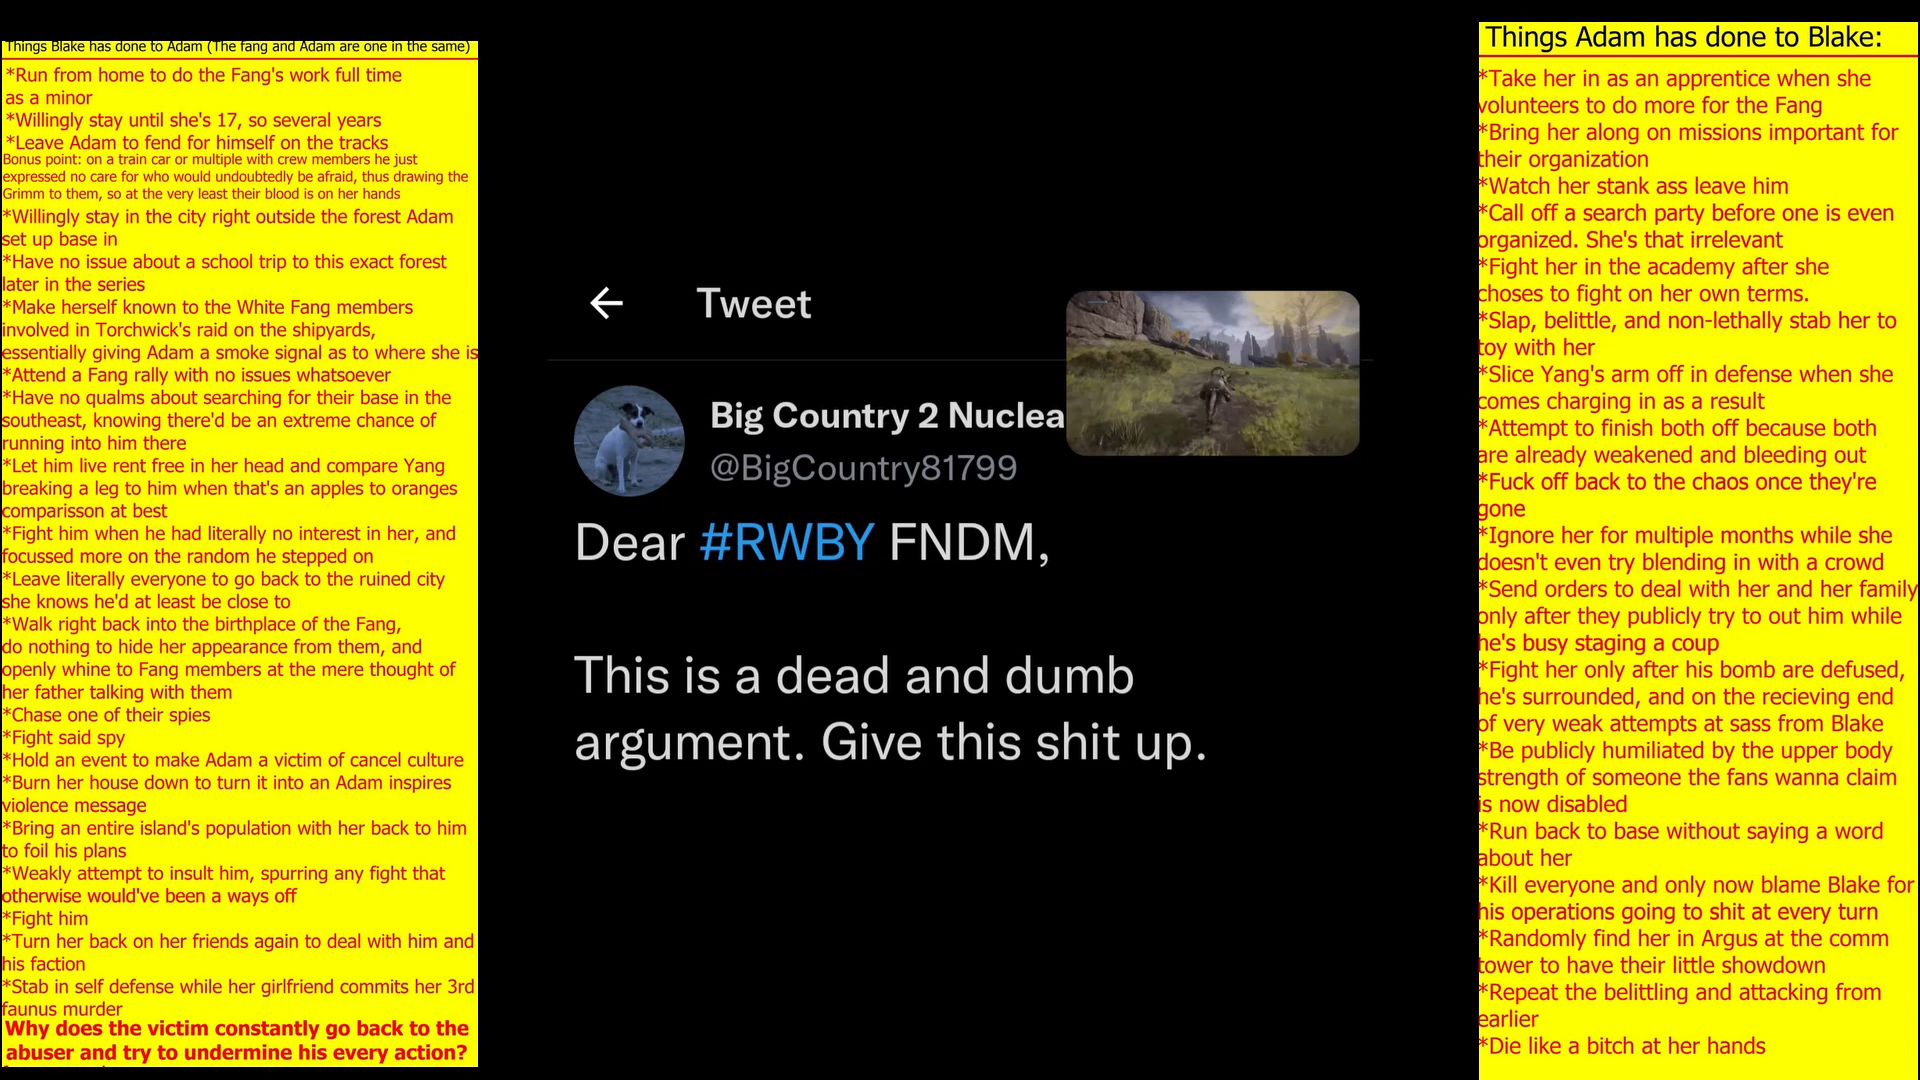 Things Blake has done to Adam (The fang and Adam are one in the same)
*Run from home to do the Fang's work full time
as a minor
*Willingly stay until she's 17, so several years
*Leave Adam to fend for himself on the tracks
Bonus point: on a train car or multiple with crew members he just
expressed no care for who would undoubtedly be afraid, thus drawing the
Grimm to them, so at the very least their blood is on her hands
*Willingly stay in the city right outside the forest Adam
set up base in
*Have no issue about a school trip to this exact forest
later in the series
*Make herself known to the White Fang members
involved in Torchwick's raid on the shipyards,
essentially giving Adam a smoke signal as to where she is
*Attend a Fang rally with no issues whatsoever
*Have no qualms about searching for their base in the
southeast, knowing there'd be an extreme chance of
running into him there
*Let him live rent free in her head and compare Yang
breaking a leg to him when that's an apples to oranges
comparisson at best
*Fight him when he had literally no interest in her, and
focussed more on the random he stepped on
*Leave literally everyone to go back to the ruined city
she knows he'd at least be close to
*Walk right back into the birthplace of the Fang,
do nothing to hide her appearance from them, and
openly whine to Fang members at the mere thought of
her father talking with them
*Chase one of their spies
*Fight said spy
*Hold an event to make Adam a victim of cancel culture
*Burn her house down to turn it into an Adam inspires
violence message
*Bring an entire island's population with her back to him
to foil his plans
*Weakly attempt to insult him, spurring any fight that
otherwise would've been a ways off
*Fight him
*Turn her back on her friends again to deal with him and
his faction
*Stab in self defense while her girlfriend commits her 3rd
faunus murder
Why does the victim constantly go back to the
abuser and try to undermine his every action?
Tweet
Big Country 2 Nuclea
@BigCountry81799
Dear #RWBY FNDM,
This is a dead and dumb
argument. Give this shit up.
Things Adam has done to Blake:
*Take her in as an apprentice when she
volunteers to do more for the Fang
*Bring her along on missions important for
their organization
*Watch her stank ass leave him
*Call off a search party before one is even
organized. She's that irrelevant
*Fight her in the academy after she
choses to fight on her own terms.
*Slap, belittle, and non-lethally stab her to
toy with her
*Slice Yang's arm off in defense when she
comes charging in as a result
*Attempt to finish both off because both
are already weakened and bleeding out
*Fuck off back to the chaos once they're
gone
*Ignore her for multiple months while she
doesn't even try blending in with a crowd
*Send orders to deal with her and her family
only after they publicly try to out him while
he's busy staging a coup
*Fight her only after his bomb are defused,
he's surrounded, and on the recieving end
of very weak attempts at sass from Blake
*Be publicly humiliated by the upper body
strength of someone the fans wanna claim
is now disabled
*Run back to base without saying a word
about her
*Kill everyone and only now blame Blake for
his operations going to shit at every turn
*Randomly find her in Argus at the comm
tower to have their little showdown
*Repeat the belittling and attacking from
earlier
*Die like a bitch at her hands